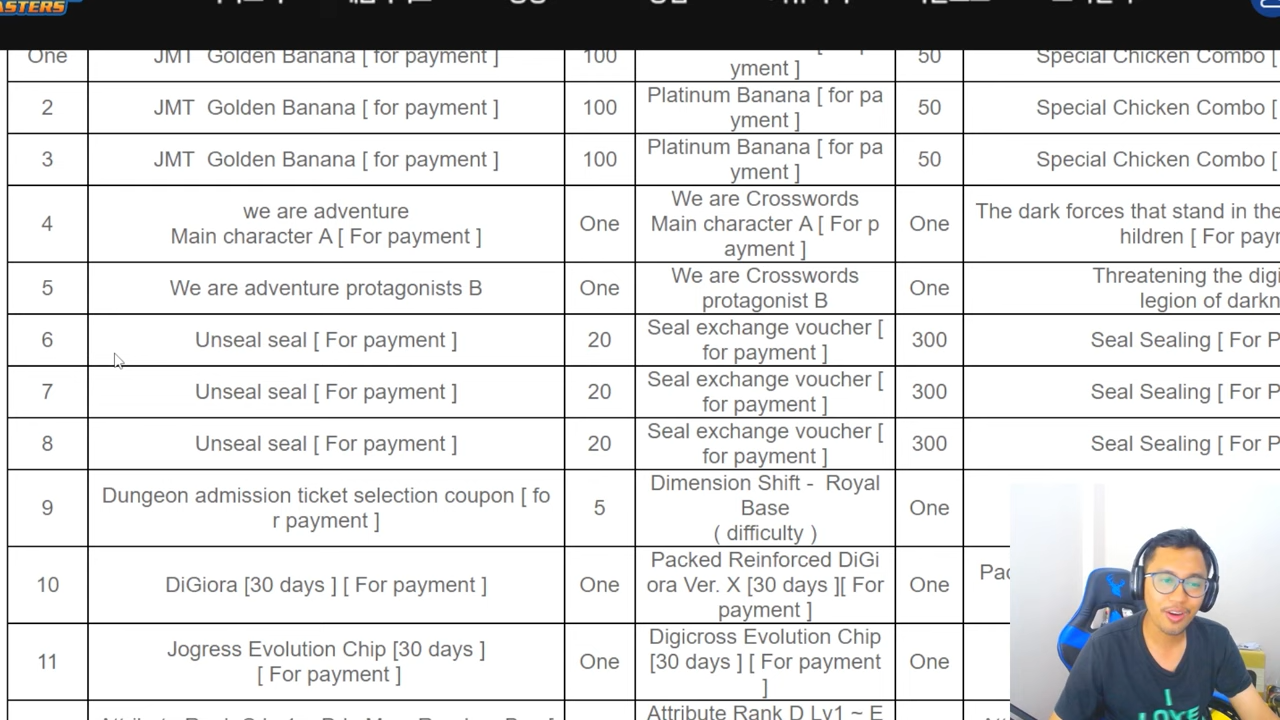 ASTERS
One JMT Golden Banana [ for payment ] 100 yment ] 50 Special Chicken Combo [
2 JMT Golden Banana [ for payment ] 100 Platinum Banana [ for pa
yment ] 50 Special Chicken Combo [
3 JMT Golden Banana [ for payment ] 100 Platinum Banana [ for pa
yment ] 50 Special Chicken Combo [
4 we are adventure
Main character A [ For payment ] One We are Crosswords
Main character A [ For p
ayment ] One The dark forces that stand in the
hildren [ For payr
5 We are adventure protagonists B One We are Crosswords
protagonist B One Threatening the digi
legion of darkn
6 Unseal seal [ For payment ] 20 Seal exchange voucher [
for payment ] 300 Seal Sealing [ For P
7 Unseal seal [ For payment ] 20 Seal exchange voucher [
for payment ] 300 Seal Sealing [ For P
8 Unseal seal [ For payment ] 20 Seal exchange voucher [
for payment ] 300 Seal Sealing [ For P
9 Dungeon admission ticket selection coupon [ fo
r payment ] 5 Dimension Shift - Royal
Base
( difficulty ) One
10 DiGiora [30 days ] [ For payment ] One Packed Reinforced DiGi
ora Ver. X [30 days ][ For
payment ] One Pac
11 Jogress Evolution Chip [30 days ]
[ For payment ] One Digicross Evolution Chip
[30 days ] [ For payment
] One
Attribute Rank D Lv1 ~ E
I
LOVE